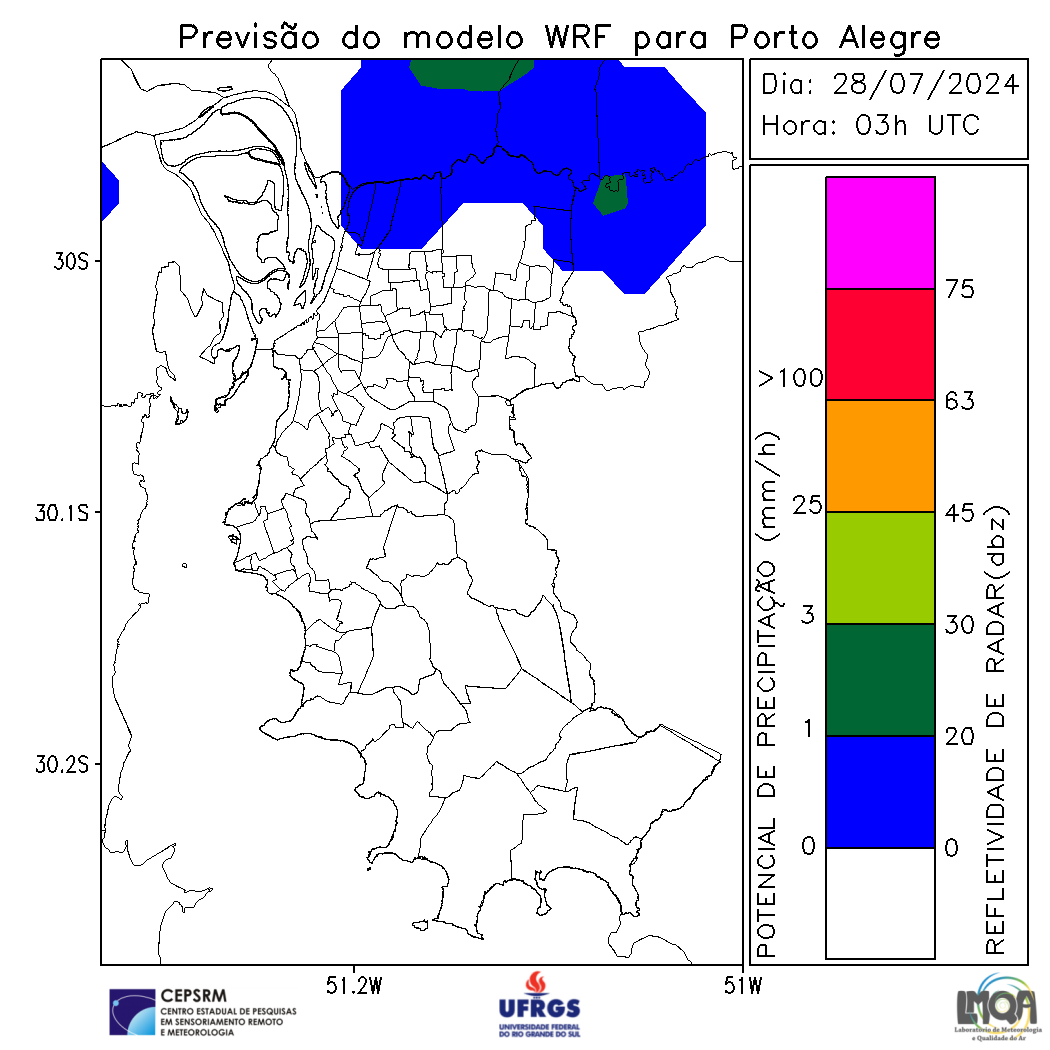 Previsão do modelo WRF para Porto Alegre
Dia: 28/07/2024
Hora: 03h UTC
30S
30.1S
30.2S
51.2W
51W
POTENCIAL DE PRECIPITAÇÃO (mm/h)
>100
25
3
1
0
75
63
45
30
20
0
REFLETIVIDADE DE RADAR(dbz)
CEPSRM
CENTRO ESTADUAL DE PESQUISAS
EM SENSORIAMENTO REMOTO
E METEOROLOGIA
UFRGS
UNIVERSIDADE FEDERAL
DO RIO GRANDE DO SUL
LMQA
Laboratório de Meteorologia
e Qualidade do Ar